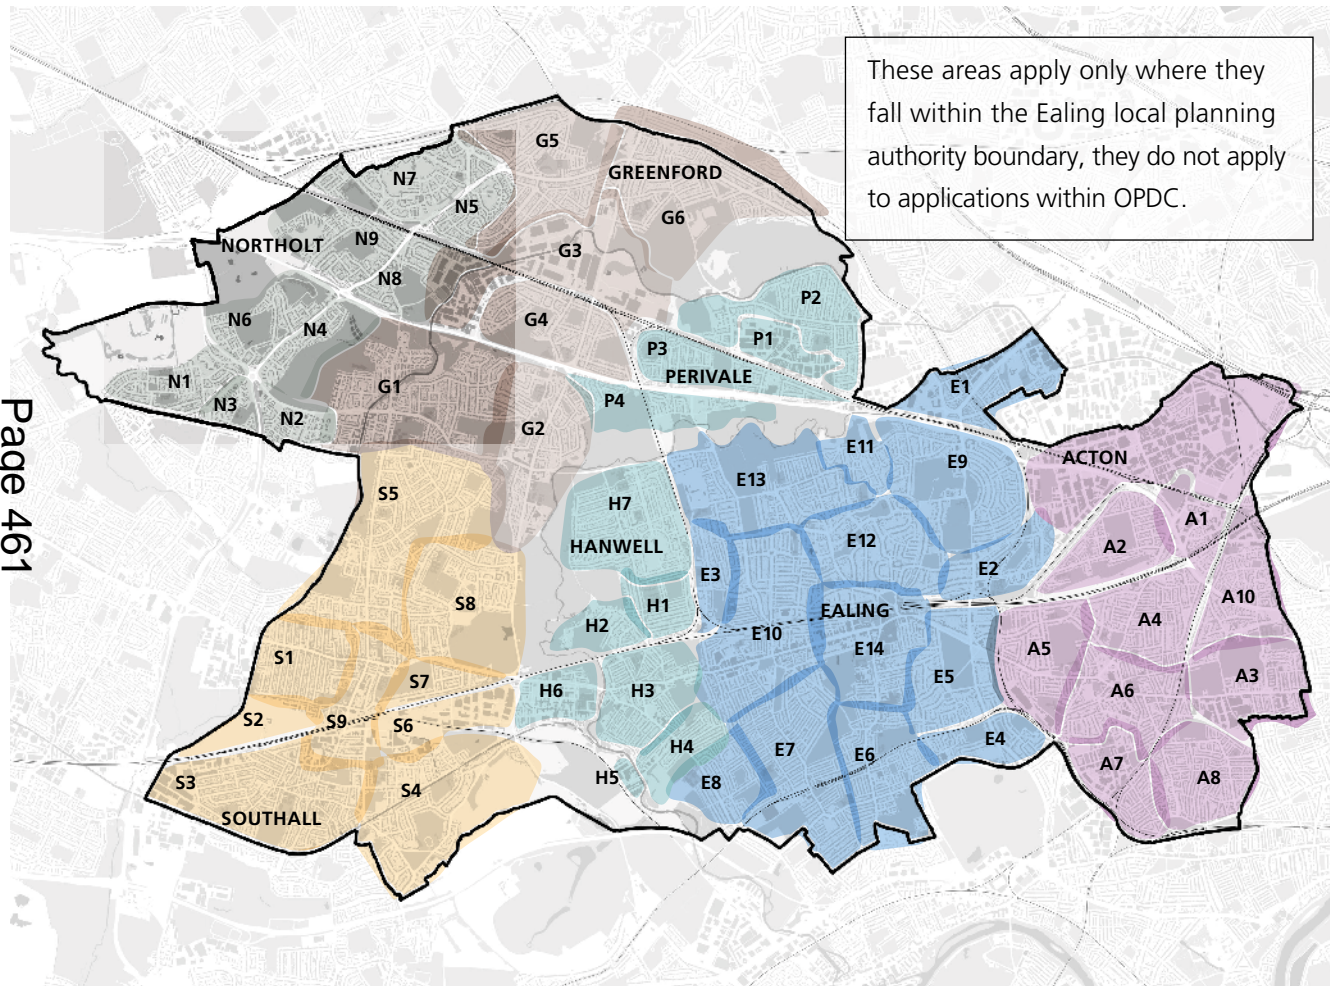 These areas apply only where they
fall within the Ealing local planning
authority boundary, they do not apply
to applications within OPDC.
G5
GREENFORD
N7
N5
G6
N9
NORTHOLT
G3
N8
P2
N6
N4
G4
P1
P3
PERIVALE
N1
G1
E1
N3
P4
N2
G2
E11
ACTON
E9
E13
S5
H7
A1
HANWELL
E12
A2
E3
E2
S8
H1
A10
EALING
A4
H2
E10
E14
A5
S1
A3
S7
E5
H6
H3
A6
S2
S9
S6
E4
H4
E7
E6
A7
S3
H5
E8
A8
S4
SOUTHALL
Page 461